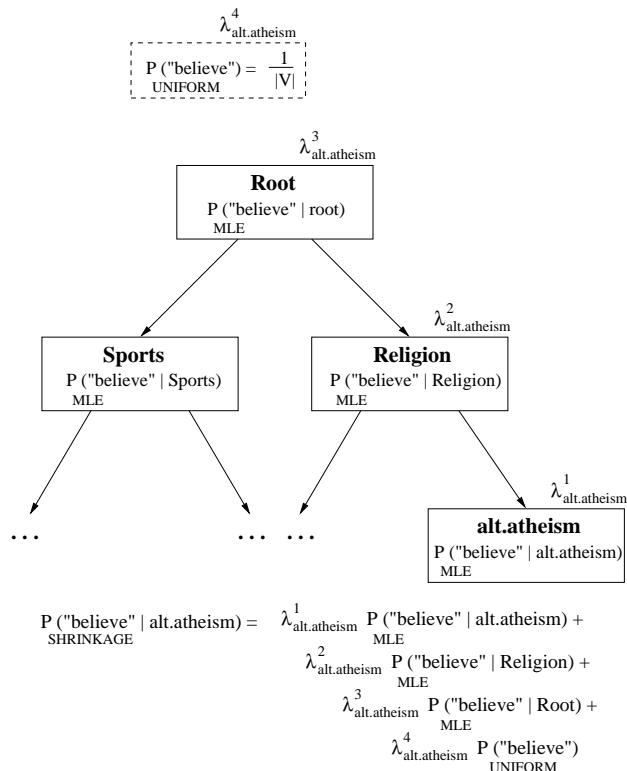 λ⁴alt.atheism
P ("believe") = 1/|V|
UNIFORM
λ³alt.atheism
Root
P ("believe" | root)
MLE
λ²alt.atheism
Sports
P ("believe" | Sports)
MLE
Religion
P ("believe" | Religion)
MLE
λ¹alt.atheism
...
... ...
alt.atheism
P ("believe" | alt.atheism)
MLE
P ("believe" | alt.atheism) = λ¹alt.atheism P ("believe" | alt.atheism) +
SHRINKAGE MLE
λ²alt.atheism P ("believe" | Religion) +
MLE
λ³alt.atheism P ("believe" | Root) +
MLE
λ⁴alt.atheism P ("believe")
UNIFORM